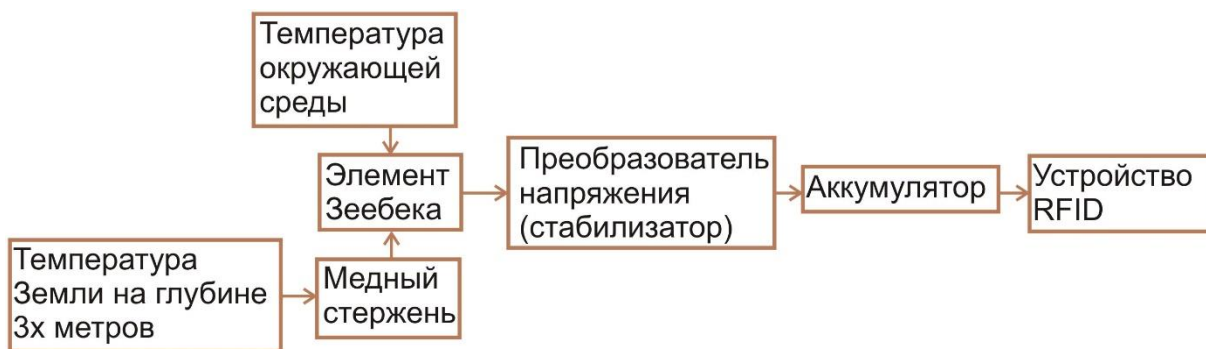 Температура
окружающей
среды
Элемент
Зеебека
Преобразователь
напряжения
(стабилизатор)
Аккумулятор
Устройство
RFID
Температура
Земли на глубине
3х метров
Медный
стержень